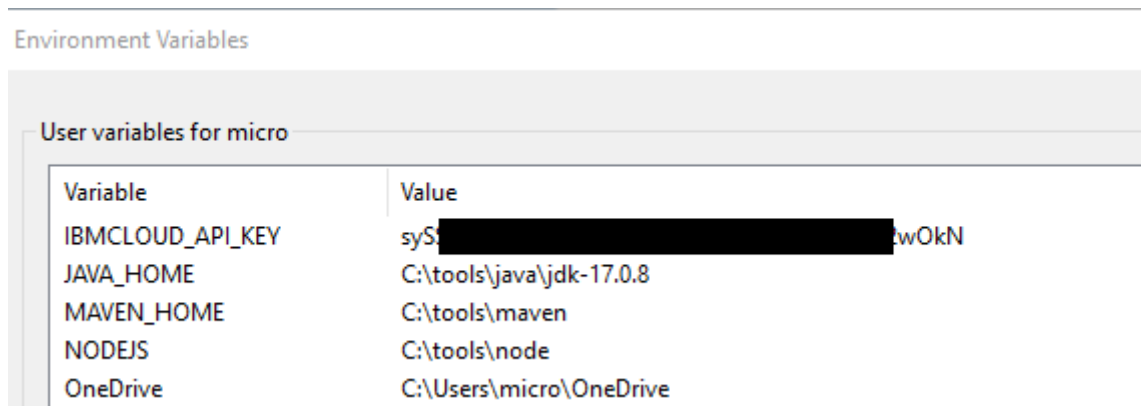 Environment Variables
User variables for micro
Variable Value
IBMCLOUD_API_KEY syS wOkN
JAVA_HOME C:\tools\java\jdk-17.0.8
MAVEN_HOME C:\tools\maven
NODEJS C:\tools\node
OneDrive C:\Users\micro\OneDrive